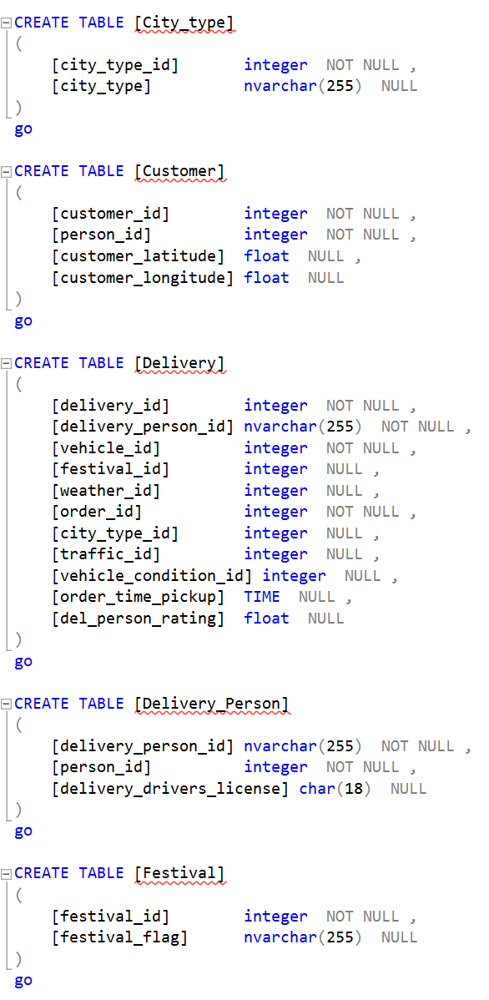 CREATE TABLE [City_type]
(
    [city_type_id]       integer  NOT NULL ,
    [city_type]          nvarchar(255)  NULL
)
go

CREATE TABLE [Customer]
(
    [customer_id]        integer  NOT NULL ,
    [person_id]          integer  NOT NULL ,
    [customer_latitude]  float  NULL ,
    [customer_longitude] float  NULL
)
go

CREATE TABLE [Delivery]
(
    [delivery_id]        integer  NOT NULL ,
    [delivery_person_id] nvarchar(255)  NOT NULL ,
    [vehicle_id]         integer  NOT NULL ,
    [festival_id]        integer  NULL ,
    [weather_id]         integer  NULL ,
    [order_id]           integer  NOT NULL ,
    [city_type_id]       integer  NULL ,
    [traffic_id]         integer  NULL ,
    [vehicle_condition_id] integer  NULL ,
    [order_time_pickup]  TIME  NULL ,
    [del_person_rating]  float  NULL
)
go

CREATE TABLE [Delivery_Person]
(
    [delivery_person_id] nvarchar(255)  NOT NULL ,
    [person_id]          integer  NOT NULL ,
    [delivery_drivers_license] char(18)  NULL
)
go

CREATE TABLE [Festival]
(
    [festival_id]        integer  NOT NULL ,
    [festival_flag]      nvarchar(255)  NULL
)
go